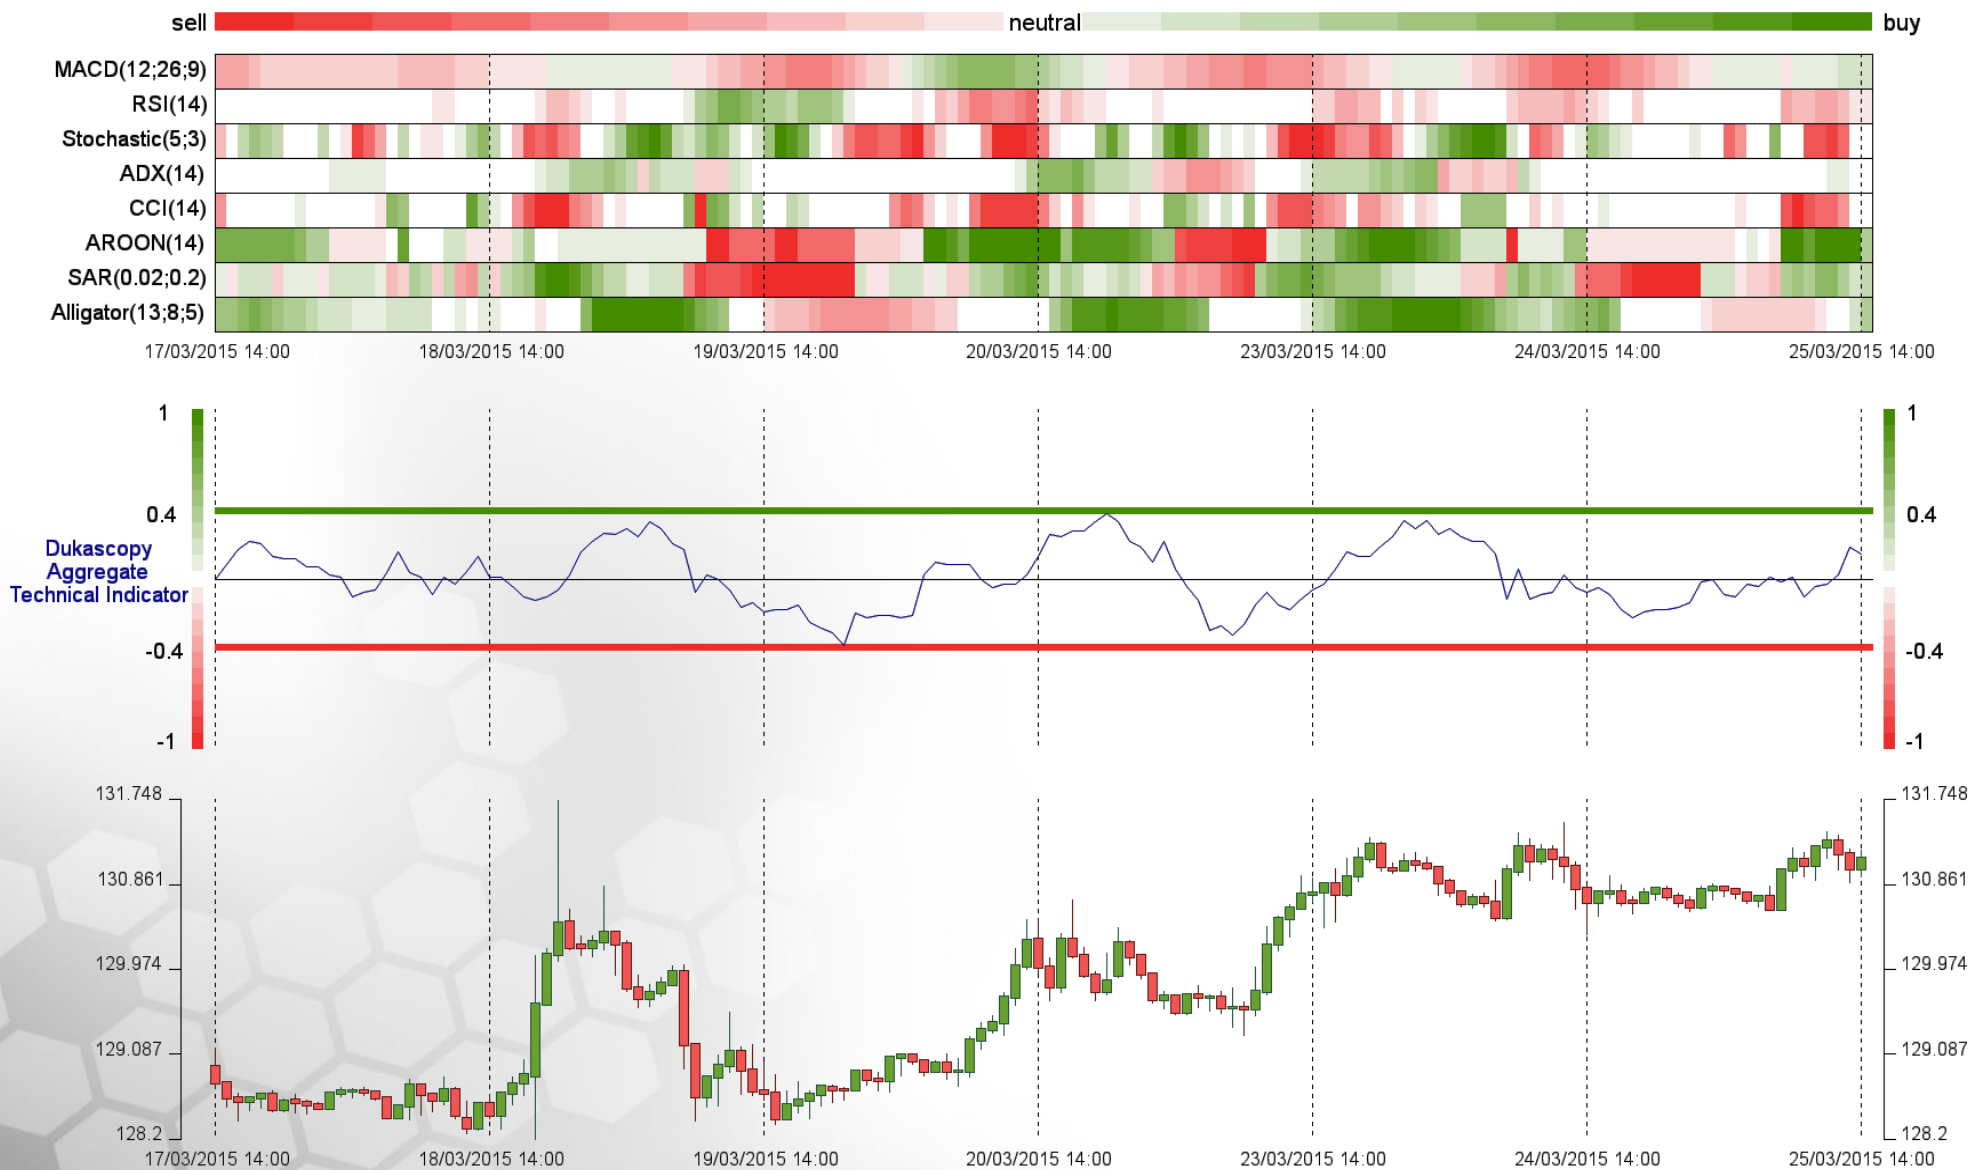 sell neutral buy
MACD(12;26;9)
RSI(14)
Stochastic(5;3)
ADX(14)
CCI(14)
AROON(14)
SAR(0.02;0.2)
Alligator(13;8;5)
17/03/2015 14:00 18/03/2015 14:00 19/03/2015 14:00 20/03/2015 14:00 23/03/2015 14:00 24/03/2015 14:00 25/03/2015 14:00
1 1
0.4 0.4
Dukascopy
Aggregate
Technical Indicator
-0.4 -0.4
-1 -1
131.748 131.748
130.861 130.861
129.974 129.974
129.087 129.087
128.2 128.2
17/03/2015 14:00 18/03/2015 14:00 19/03/2015 14:00 20/03/2015 14:00 23/03/2015 14:00 24/03/2015 14:00 25/03/2015 14:00